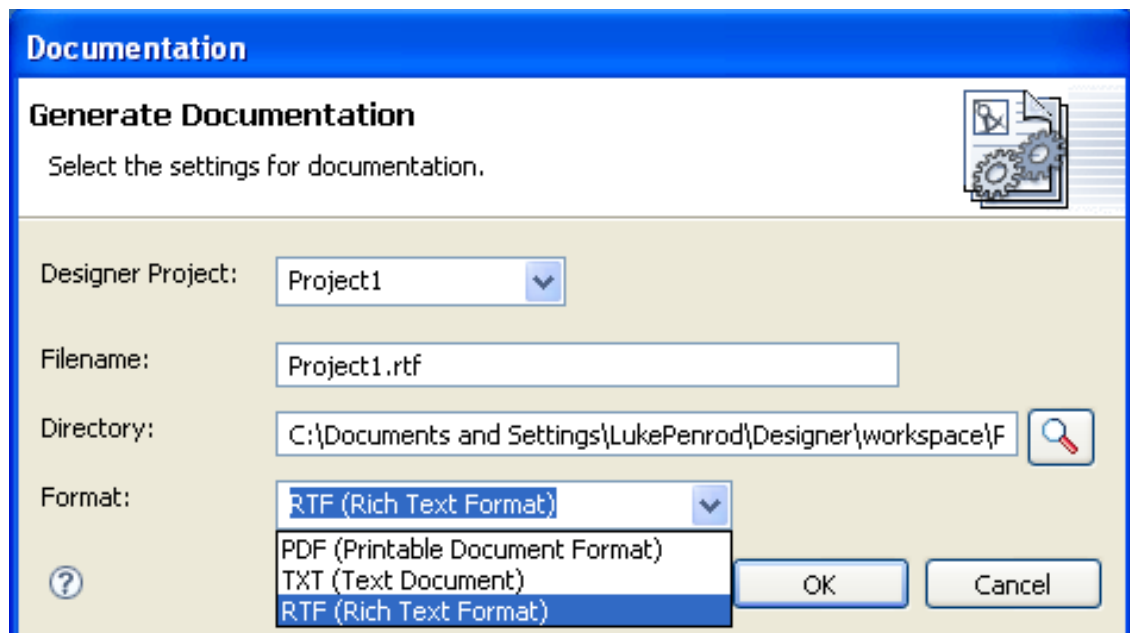 Documentation
Generate Documentation
Select the settings for documentation.
Designer Project: Project1
Filename: Project1.rtf
Directory: C:\Documents and Settings\LukePenrod\Designer\workspace\F
Format: RTF (Rich Text Format)
PDF (Printable Document Format)
TXT (Text Document)
RTF (Rich Text Format)
? OK Cancel